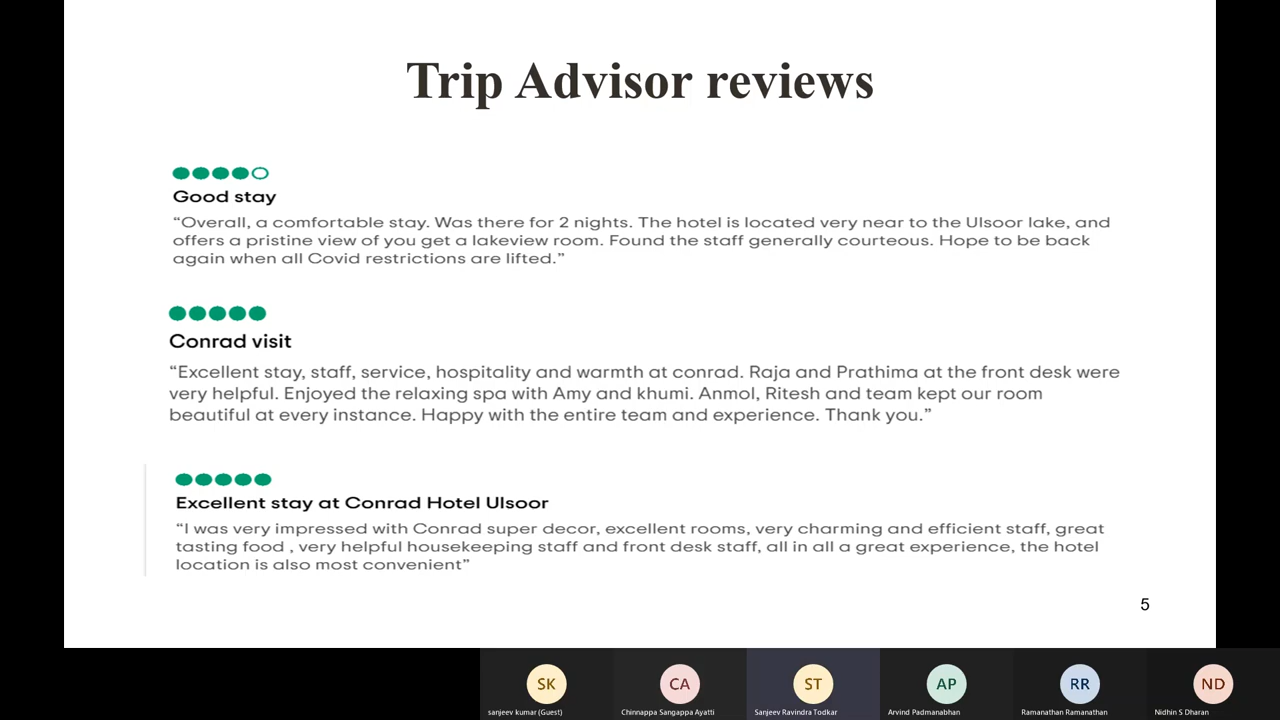 Trip Advisor reviews
Good stay
“Overall, a comfortable stay. Was there for 2 nights. The hotel is located very near to the Ulsoor lake, and
offers a pristine view of you get a lakeview room. Found the staff generally courteous. Hope to be back
again when all Covid restrictions are lifted.”
Conrad visit
“Excellent stay, staff, service, hospitality and warmth at conrad. Raja and Prathima at the front desk were
very helpful. Enjoyed the relaxing spa with Amy and khumi. Anmol, Ritesh and team kept our room
beautiful at every instance. Happy with the entire team and experience. Thank you.”
Excellent stay at Conrad Hotel Ulsoor
“I was very impressed with Conrad super decor, excellent rooms, very charming and efficient staff, great
tasting food , very helpful housekeeping staff and front desk staff, all in all a great experience, the hotel
location is also most convenient”
5
SK CA ST AP RR ND
sanjeev kumar (Guest) Chinnappa Sangappa Ayatti Sanjeev Ravindra Todkar Arvind Padmanabhan Ramanathan Ramanathan Nidhin S Dharan